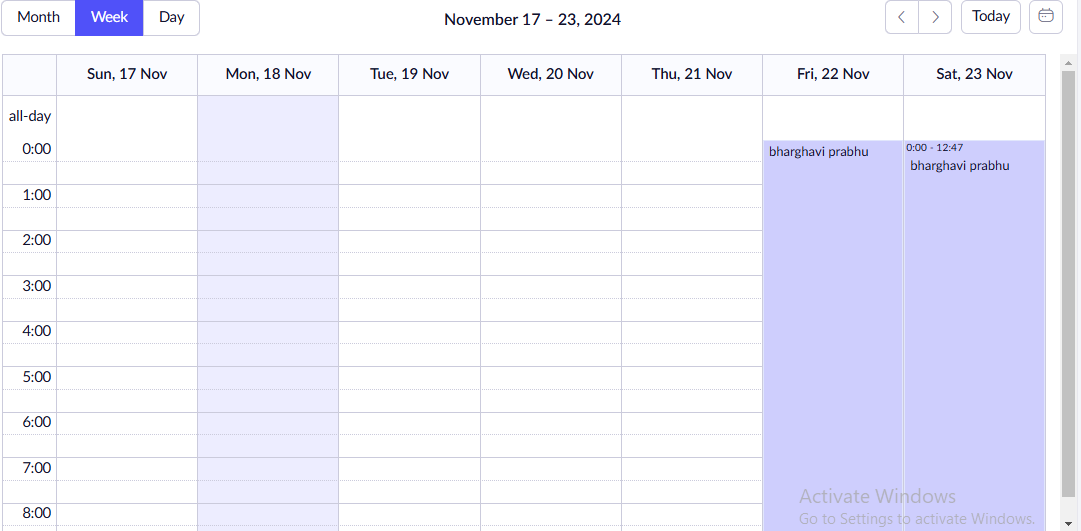 Month Week Day November 17 – 23, 2024 Today
Sun, 17 Nov Mon, 18 Nov Tue, 19 Nov Wed, 20 Nov Thu, 21 Nov Fri, 22 Nov Sat, 23 Nov
all-day
0:00 bharghavi prabhu 0:00 - 12:47
bharghavi prabhu
1:00
2:00
3:00
4:00
5:00
6:00
7:00
Activate Windows
8:00
Go to Settings to activate Windows.